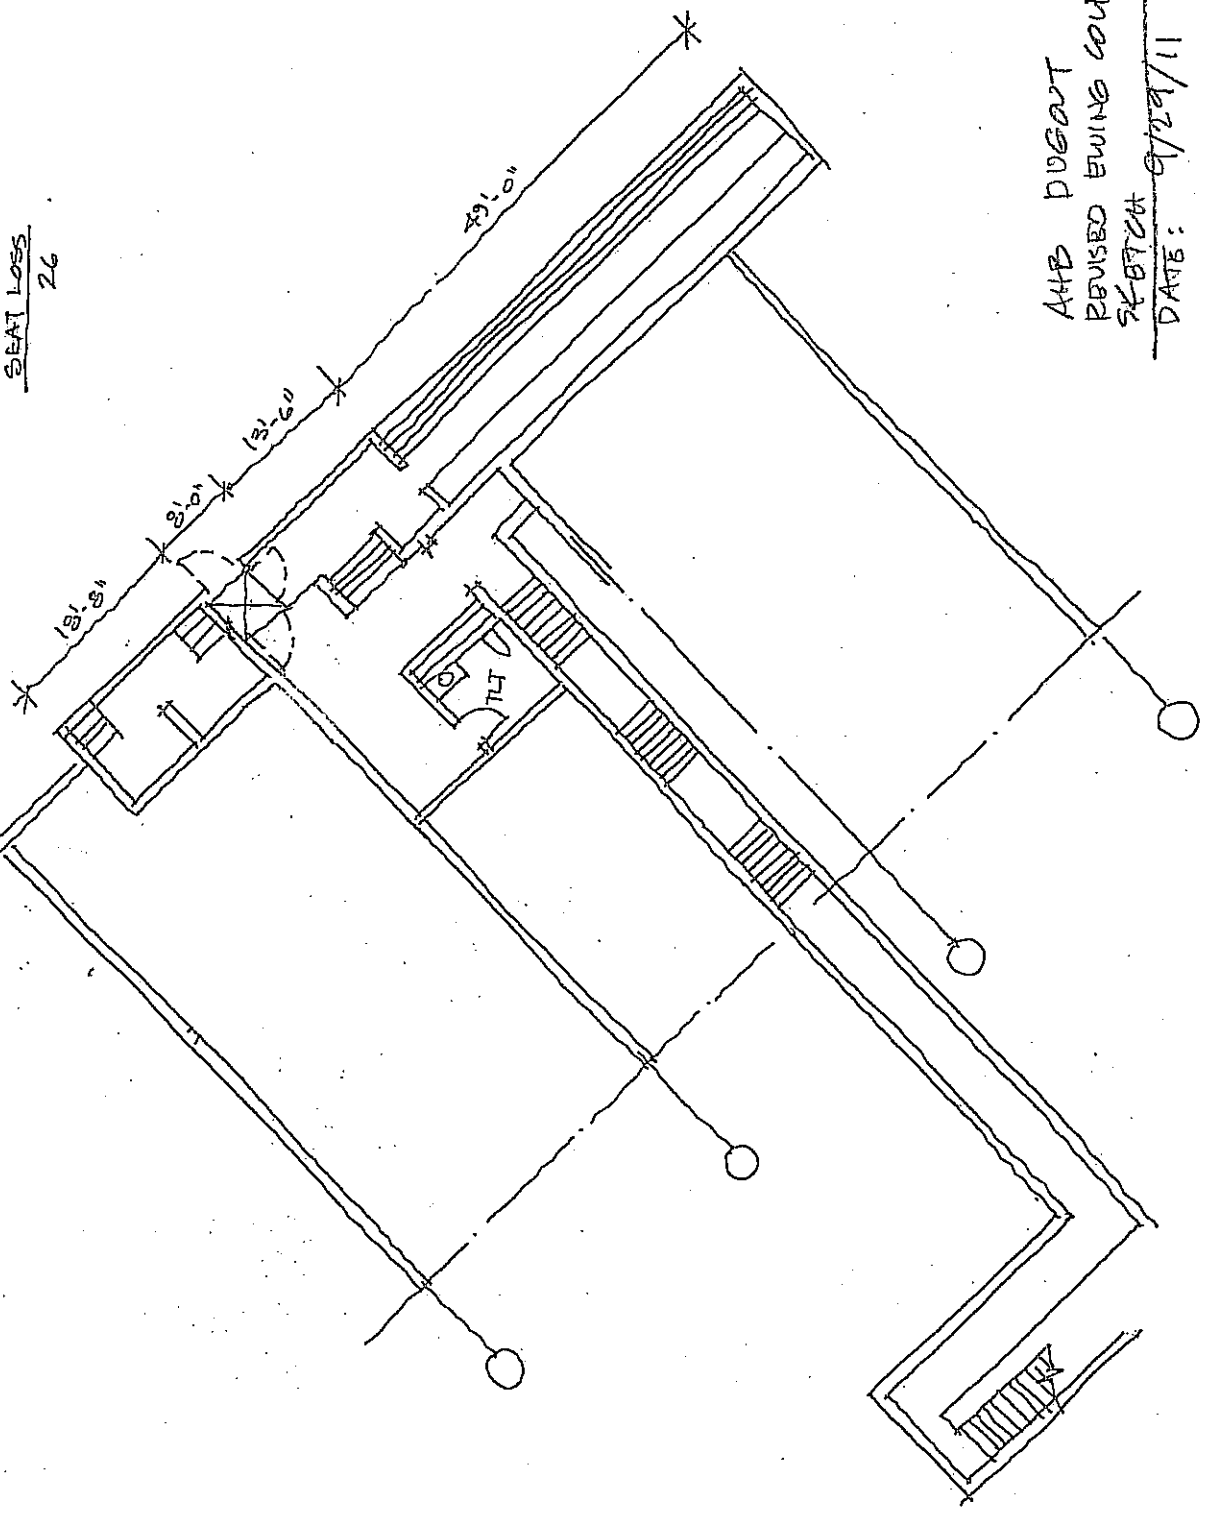 SEAT LOSS
26
18'-8"
8'-0"
13'-6"
49'-0"
TLT
AHB DUGOUT
REVISED EWING
SKETCH
DATE: 9/29/11